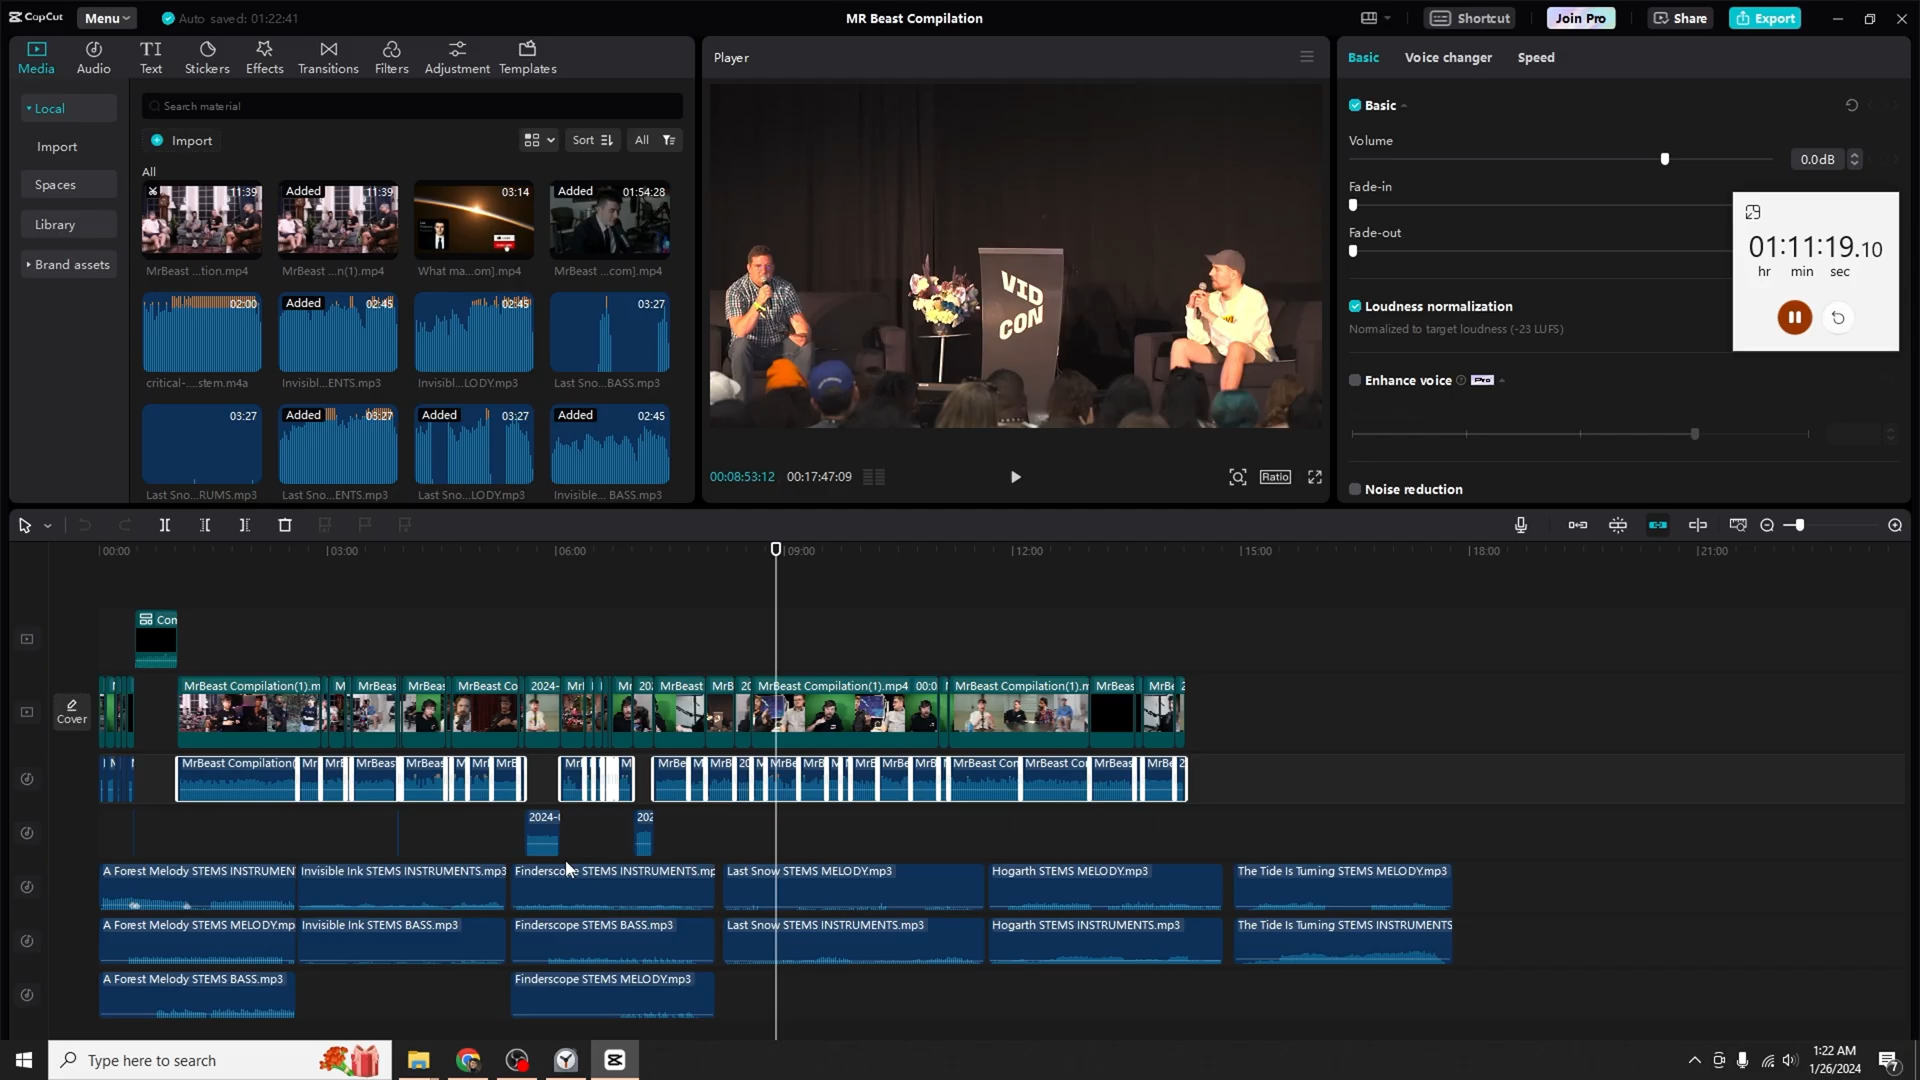 CapCut
Menu
Auto saved: 01:22:41
MR Beast Compilation
Shortcut
Join Pro
Share
Export
Media
Audio
Text
Stickers
Effects
Transitions
Filters
Adjustment
Templates
Local
Import
Spaces
Library
Brand assets
Search material
Import
Sort
All
All
11:39
Added 11:39
03:14
Added 01:54:28
MrBeast ...tion.mp4
MrBeast ...n(1).mp4
What ma...om].mp4
MrBeast ...com].mp4
02:00
Added 02:45
02:45
03:27
critical-....stem.m4a
Invisibl...ENTS.mp3
Invisibl...LODY.mp3
Last Sno...BASS.mp3
03:27
Added 03:27
Added 03:27
Added 02:45
Last Sno...RUMS.mp3
Last Sno...ENTS.mp3
Last Sno...LODY.mp3
Invisible... BASS.mp3
Player
VID
CON
00:08:53:12
00:17:47:09
Ratio
Basic
Voice changer
Speed
Basic
Volume
0.0dB
Fade-in
Fade-out
Loudness normalization
Normalized to target loudness (-23 LUFS)
Enhance voice Pro
Noise reduction
01:11:19.10
hr min sec
00:00
03:00
06:00
09:00
12:00
15:00
18:00
21:00
Con
Cover
MrBeast Compilation(1).m
M
MrBeas
MrBeas
MrBeast Co
2024-
Mrl
Mr
202
MrBeast
MrB
20
MrBeast Compilation(1).mp4 00:0
MrBeast Compilation(1).m
MrBeas
MrBe
MrBeast Compilation(
Mr
MrB
MrBeas
MrBeas
M
Mrl
MrB
Mrl
M
MrBe
M
MrB
20
M
MrBe
MrB
M
MrB
MrBe
MrB
MrBeast Con
MrBeast Con
MrBeas
MrBe
2
2024-(
202
A Forest Melody STEMS INSTRUMEN
Invisible Ink STEMS INSTRUMENTS.mp3
Finderscope STEMS INSTRUMENTS.mp
Last Snow STEMS MELODY.mp3
Hogarth STEMS MELODY.mp3
The Tide Is Turning STEMS MELODY.mp3
A Forest Melody STEMS MELODY.mp
Invisible Ink STEMS BASS.mp3
Finderscope STEMS BASS.mp3
Last Snow STEMS INSTRUMENTS.mp3
Hogarth STEMS INSTRUMENTS.mp3
The Tide Is Turning STEMS INSTRUMENTS
A Forest Melody STEMS BASS.mp3
Finderscope STEMS MELODY.mp3
Type here to search
1:22 AM
1/26/2024
7